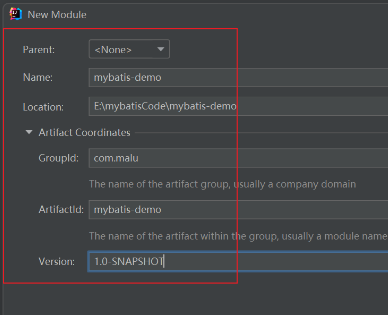 New Module
Parent: <None>
Name: mybatis-demo
Location: E:\mybatisCode\mybatis-demo
Artifact Coordinates
GroupId: com.malu
The name of the artifact group, usually a company domain
ArtifactId: mybatis-demo
The name of the artifact within the group, usually a module name
Version: 1.0-SNAPSHOT